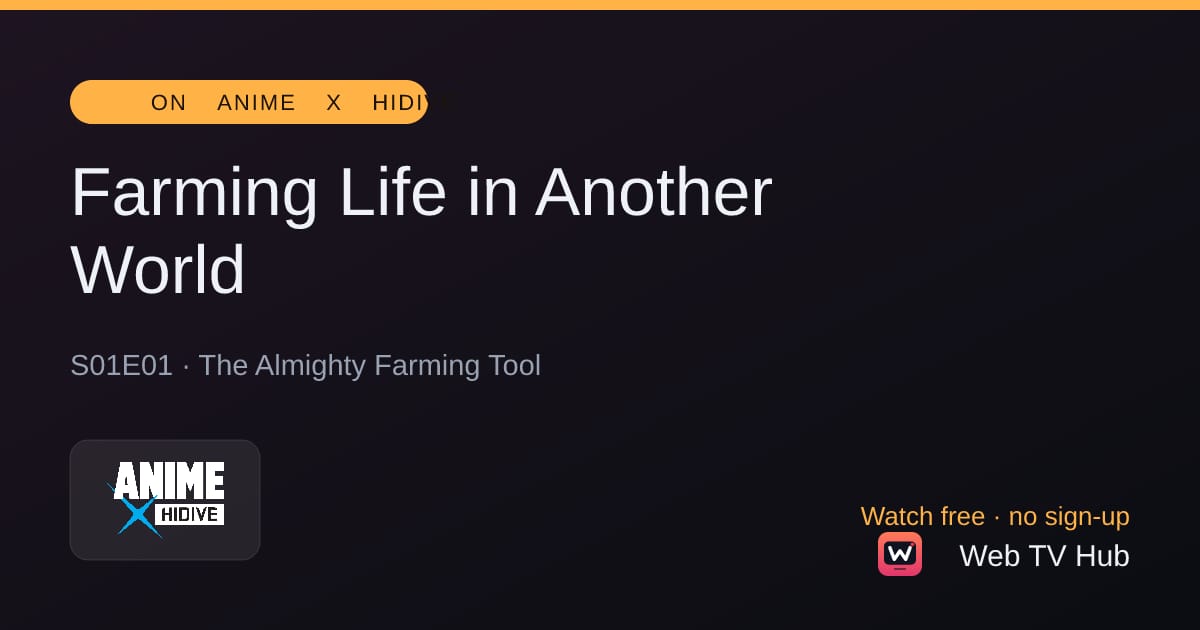 ON ANIME X HIDIVE
Farming Life in Another
World
S01E01 · The Almighty Farming Tool
ANIME
X HIDIVE
Watch free · no sign-up
W
Web TV Hub